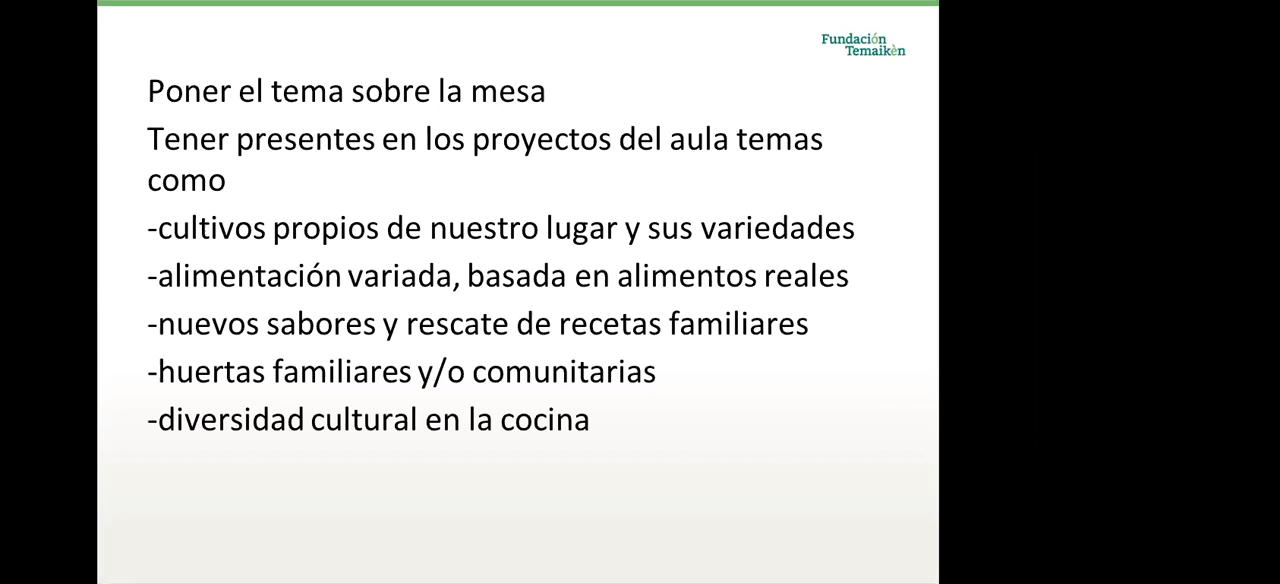 Fundación
Temaikèn
Poner el tema sobre la mesa
Tener presentes en los proyectos del aula temas
como
-cultivos propios de nuestro lugar y sus variedades
-alimentación variada, basada en alimentos reales
-nuevos sabores y rescate de recetas familiares
-huertas familiares y/o comunitarias
-diversidad cultural en la cocina